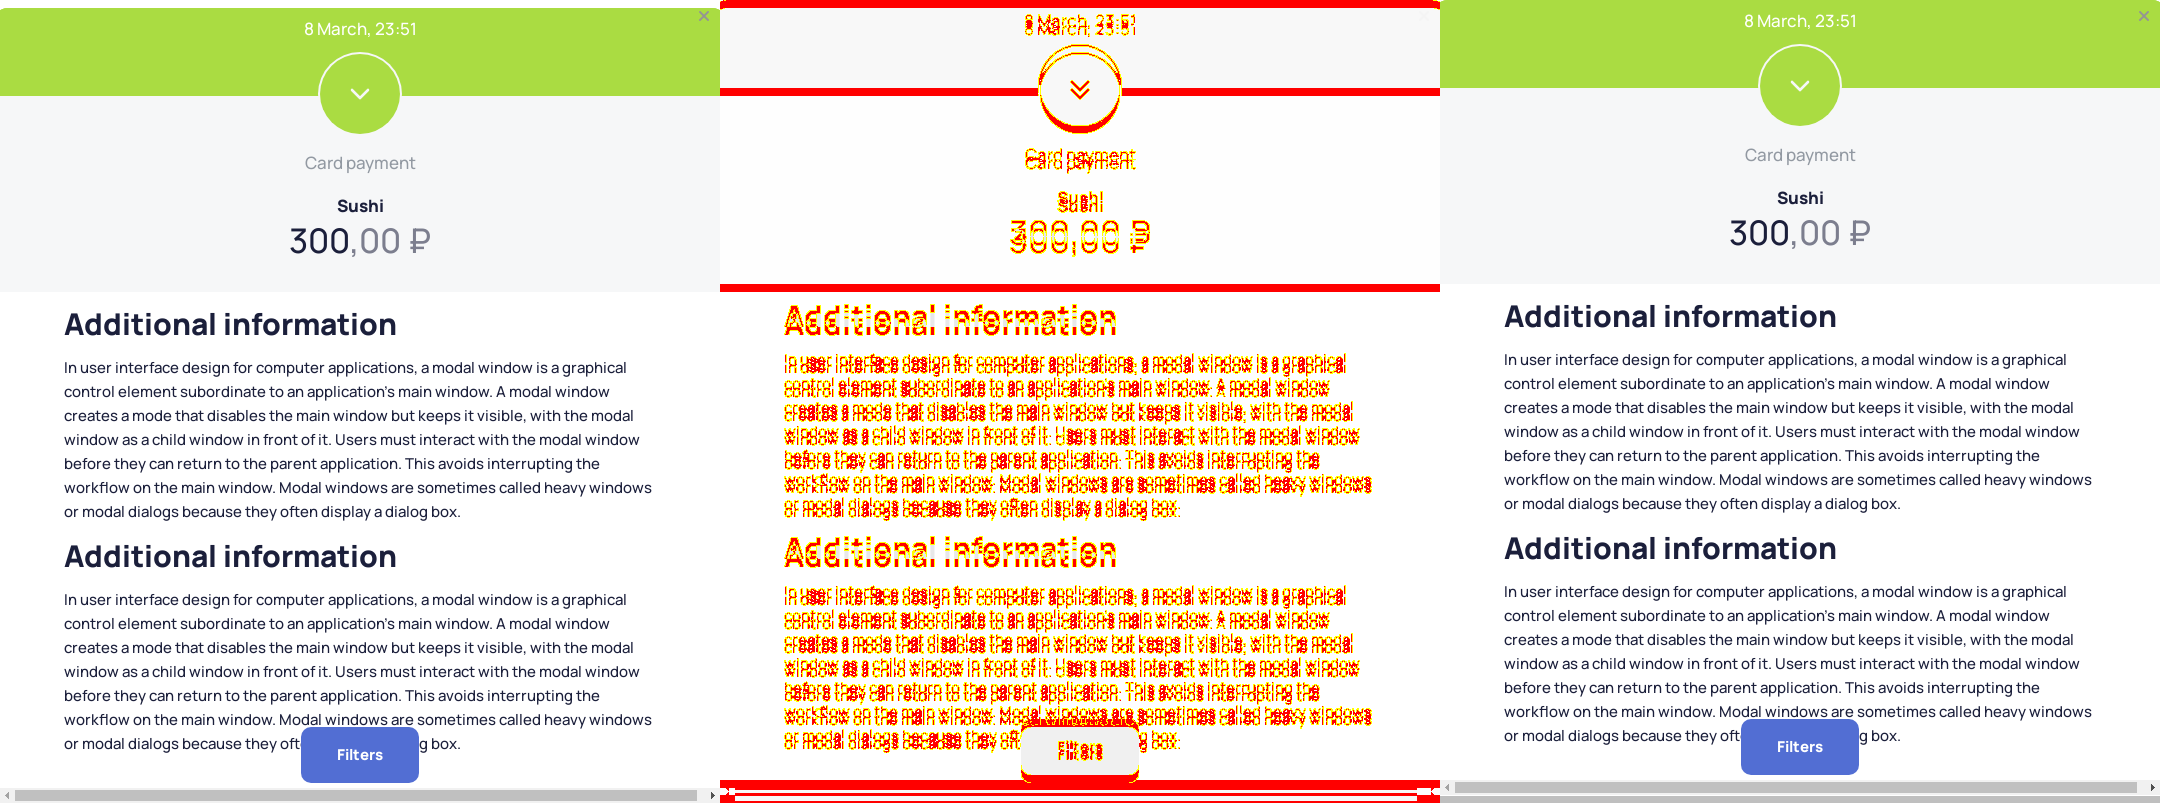 8 March, 23:51
Card payment
Sushi
300,00 ₽
Additional information
In user interface design for computer applications, a modal window is a graphical
control element subordinate to an application's main window. A modal window
creates a mode that disables the main window but keeps it visible, with the modal
window as a child window in front of it. Users must interact with the modal window
before they can return to the parent application. This avoids interrupting the
workflow on the main window. Modal windows are sometimes called heavy windows
or modal dialogs because they often display a dialog box.
Additional information
In user interface design for computer applications, a modal window is a graphical
control element subordinate to an application's main window. A modal window
creates a mode that disables the main window but keeps it visible, with the modal
window as a child window in front of it. Users must interact with the modal window
before they can return to the parent application. This avoids interrupting the
workflow on the main window. Modal windows are sometimes called heavy windows
or modal dialogs because they oft g box.
Filters
8 March, 23:51
Card payment
Sushi
300,00 ₽
Additional information
In user interface design for computer applications, a modal window is a graphical
control element subordinate to an application's main window. A modal window
creates a mode that disables the main window but keeps it visible, with the modal
window as a child window in front of it. Users must interact with the modal window
before they can return to the parent application. This avoids interrupting the
workflow on the main window. Modal windows are sometimes called heavy windows
or modal dialogs because they often display a dialog box.
Additional information
In user interface design for computer applications, a modal window is a graphical
control element subordinate to an application's main window. A modal window
creates a mode that disables the main window but keeps it visible, with the modal
window as a child window in front of it. Users must interact with the modal window
before they can return to the parent application. This avoids interrupting the
workflow on the main window. Modal windows are sometimes called heavy windows
or modal dialogs because they of g box.
Filters
8 March, 23:51
Card payment
Sushi
300,00 ₽
Additional information
In user interface design for computer applications, a modal window is a graphical
control element subordinate to an application's main window. A modal window
creates a mode that disables the main window but keeps it visible, with the modal
window as a child window in front of it. Users must interact with the modal window
before they can return to the parent application. This avoids interrupting the
workflow on the main window. Modal windows are sometimes called heavy windows
or modal dialogs because they often display a dialog box.
Additional information
In user interface design for computer applications, a modal window is a graphical
control element subordinate to an application's main window. A modal window
creates a mode that disables the main window but keeps it visible, with the modal
window as a child window in front of it. Users must interact with the modal window
before they can return to the parent application. This avoids interrupting the
workflow on the main window. Modal windows are sometimes called heavy windows
or modal dialogs because they oft g box.
Filters